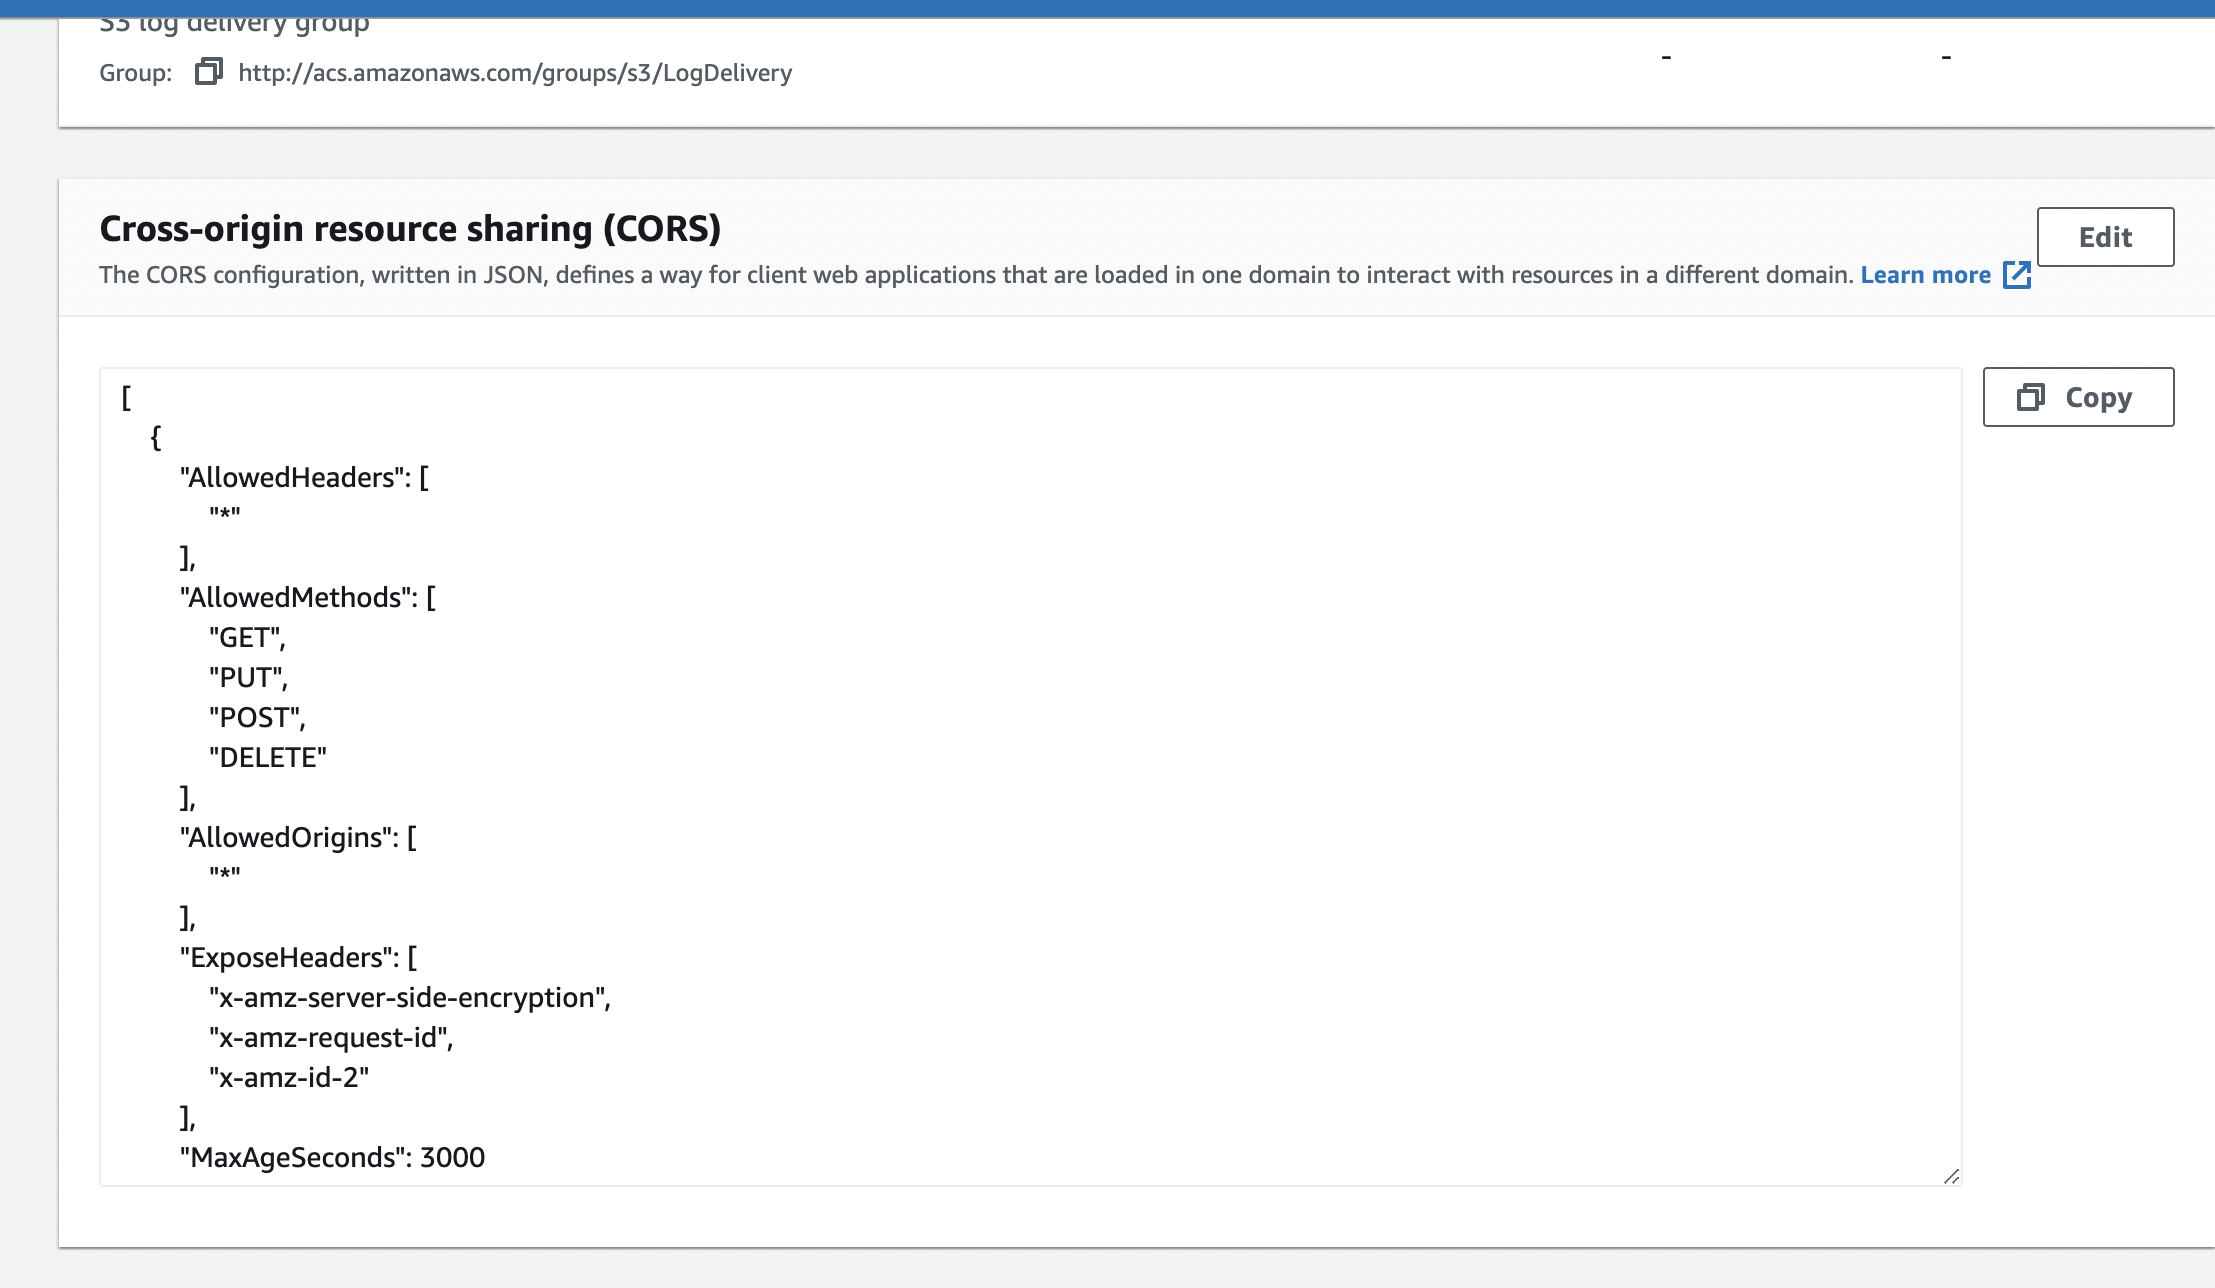 S3 log delivery group
Group: http://acs.amazonaws.com/groups/s3/LogDelivery
- -
Cross-origin resource sharing (CORS)
Edit
The CORS configuration, written in JSON, defines a way for client web applications that are loaded in one domain to interact with resources in a different domain. Learn more
Copy
[
{
"AllowedHeaders": [
"*"
],
"AllowedMethods": [
"GET",
"PUT",
"POST",
"DELETE"
],
"AllowedOrigins": [
"*"
],
"ExposeHeaders": [
"x-amz-server-side-encryption",
"x-amz-request-id",
"x-amz-id-2"
],
"MaxAgeSeconds": 3000